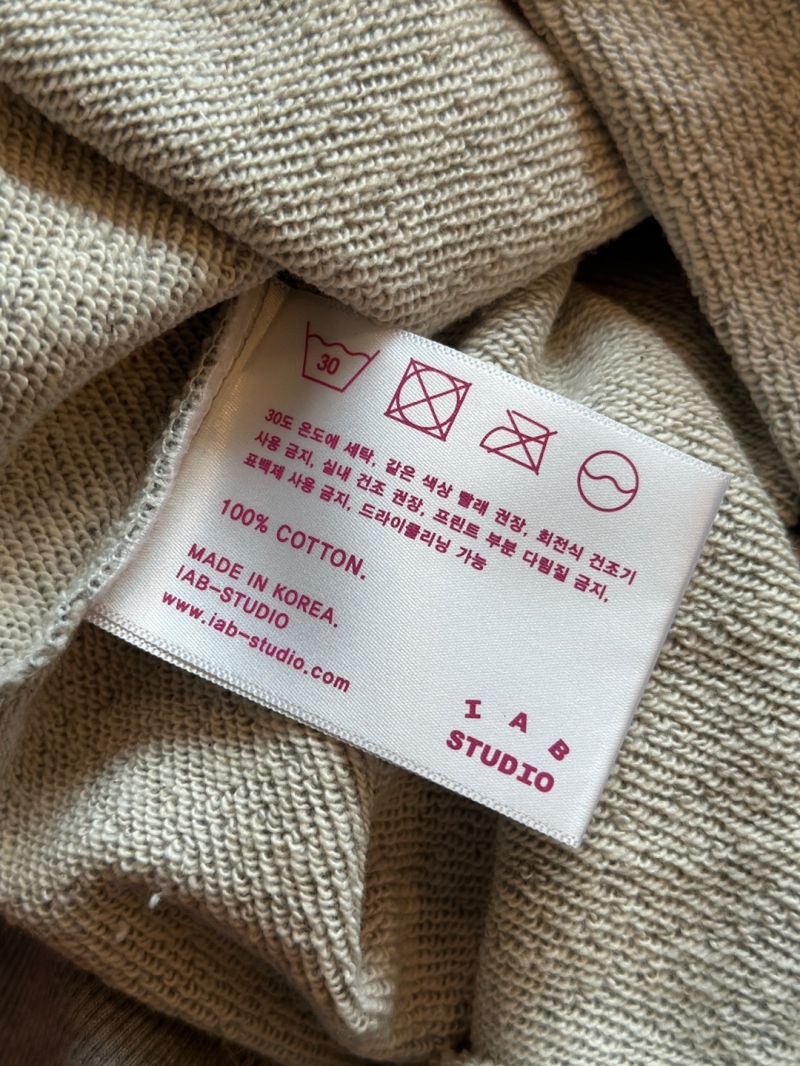 30
30도 온도에 세탁, 같은 색상 빨래 권장, 회전식 건조기
사용 금지, 실내 건조 권장, 프린트 부분 다림질 금지,
표백제 사용 금지, 드라이클리닝 가능
100% COTTON.
MADE IN KOREA.
IAB-STUDIO
www.iab-studio.com
I A B
STUDIO